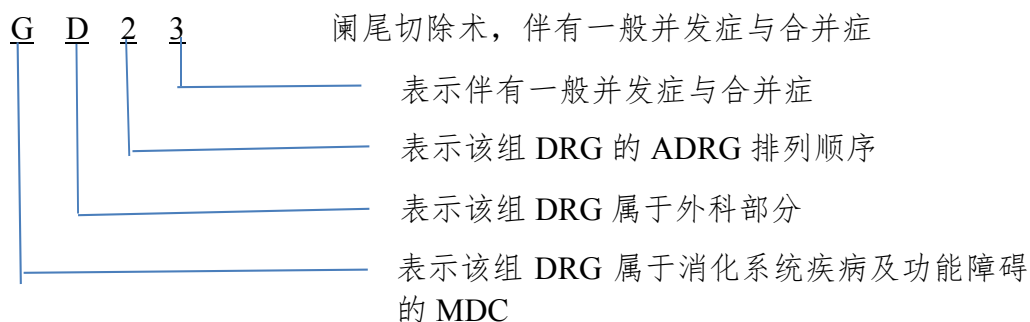 G D 2 3 阑尾切除术，伴有一般并发症与合并症
表示伴有一般并发症与合并症
表示该组 DRG 的 ADRG 排列顺序
表示该组 DRG 属于外科部分
表示该组 DRG 属于消化系统疾病及功能障碍
的 MDC